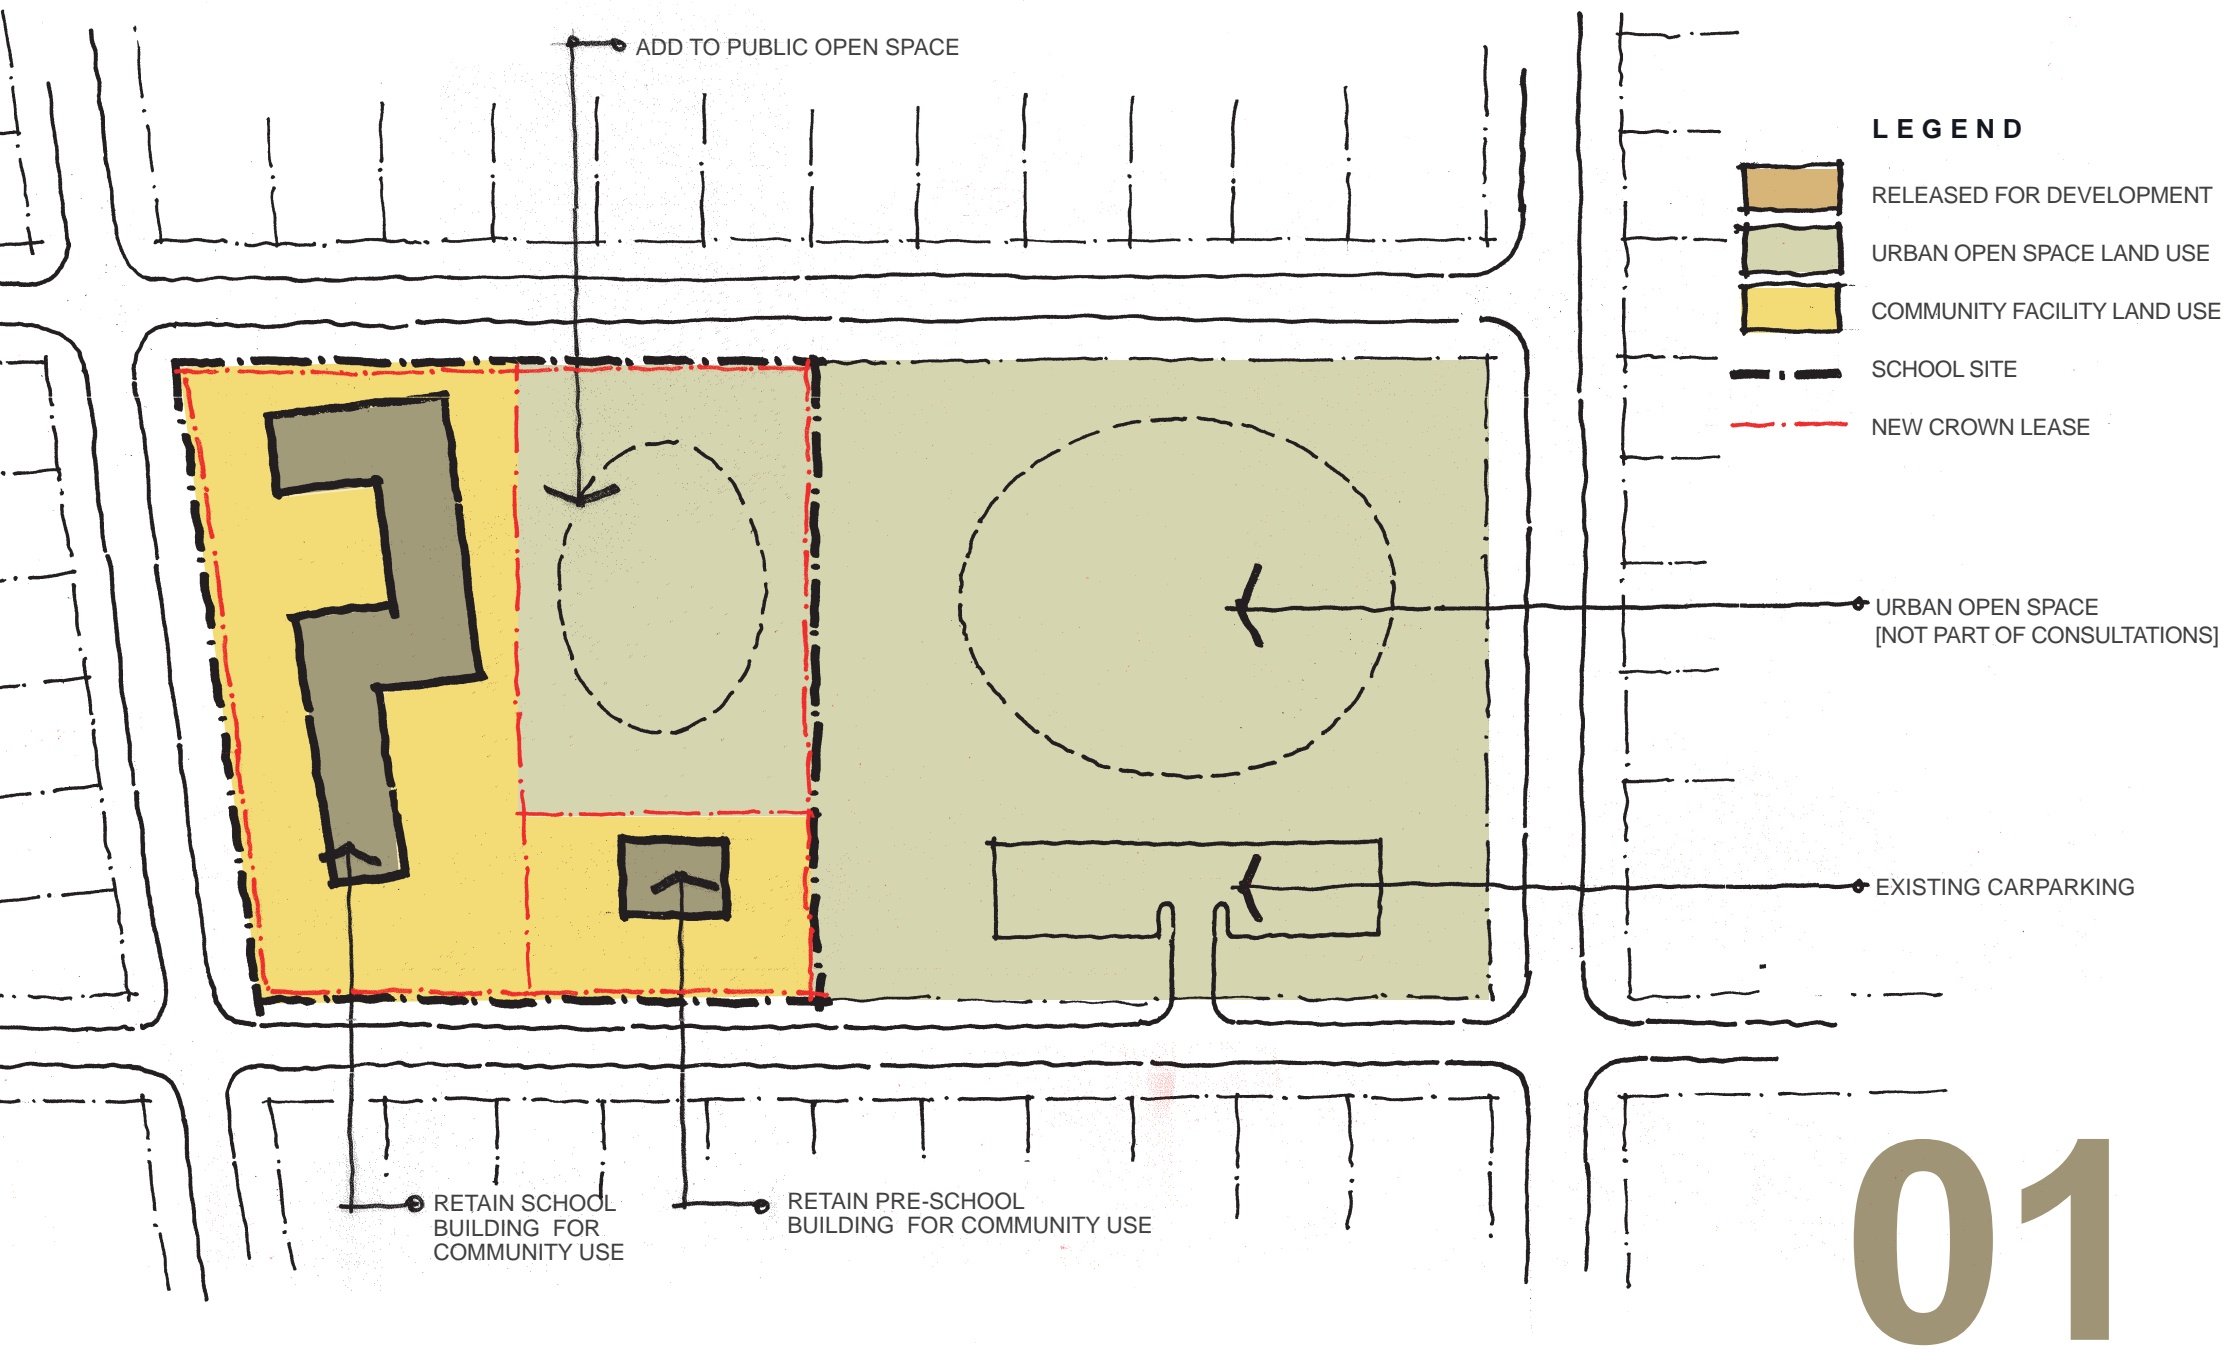 ADD TO PUBLIC OPEN SPACE
LEGEND
RELEASED FOR DEVELOPMENT
URBAN OPEN SPACE LAND USE
COMMUNITY FACILITY LAND USE
SCHOOL SITE
NEW CROWN LEASE
URBAN OPEN SPACE
[NOT PART OF CONSULTATIONS]
EXISTING CARPARKING
RETAIN SCHOOL
BUILDING FOR
COMMUNITY USE
RETAIN PRE-SCHOOL
BUILDING FOR COMMUNITY USE
01